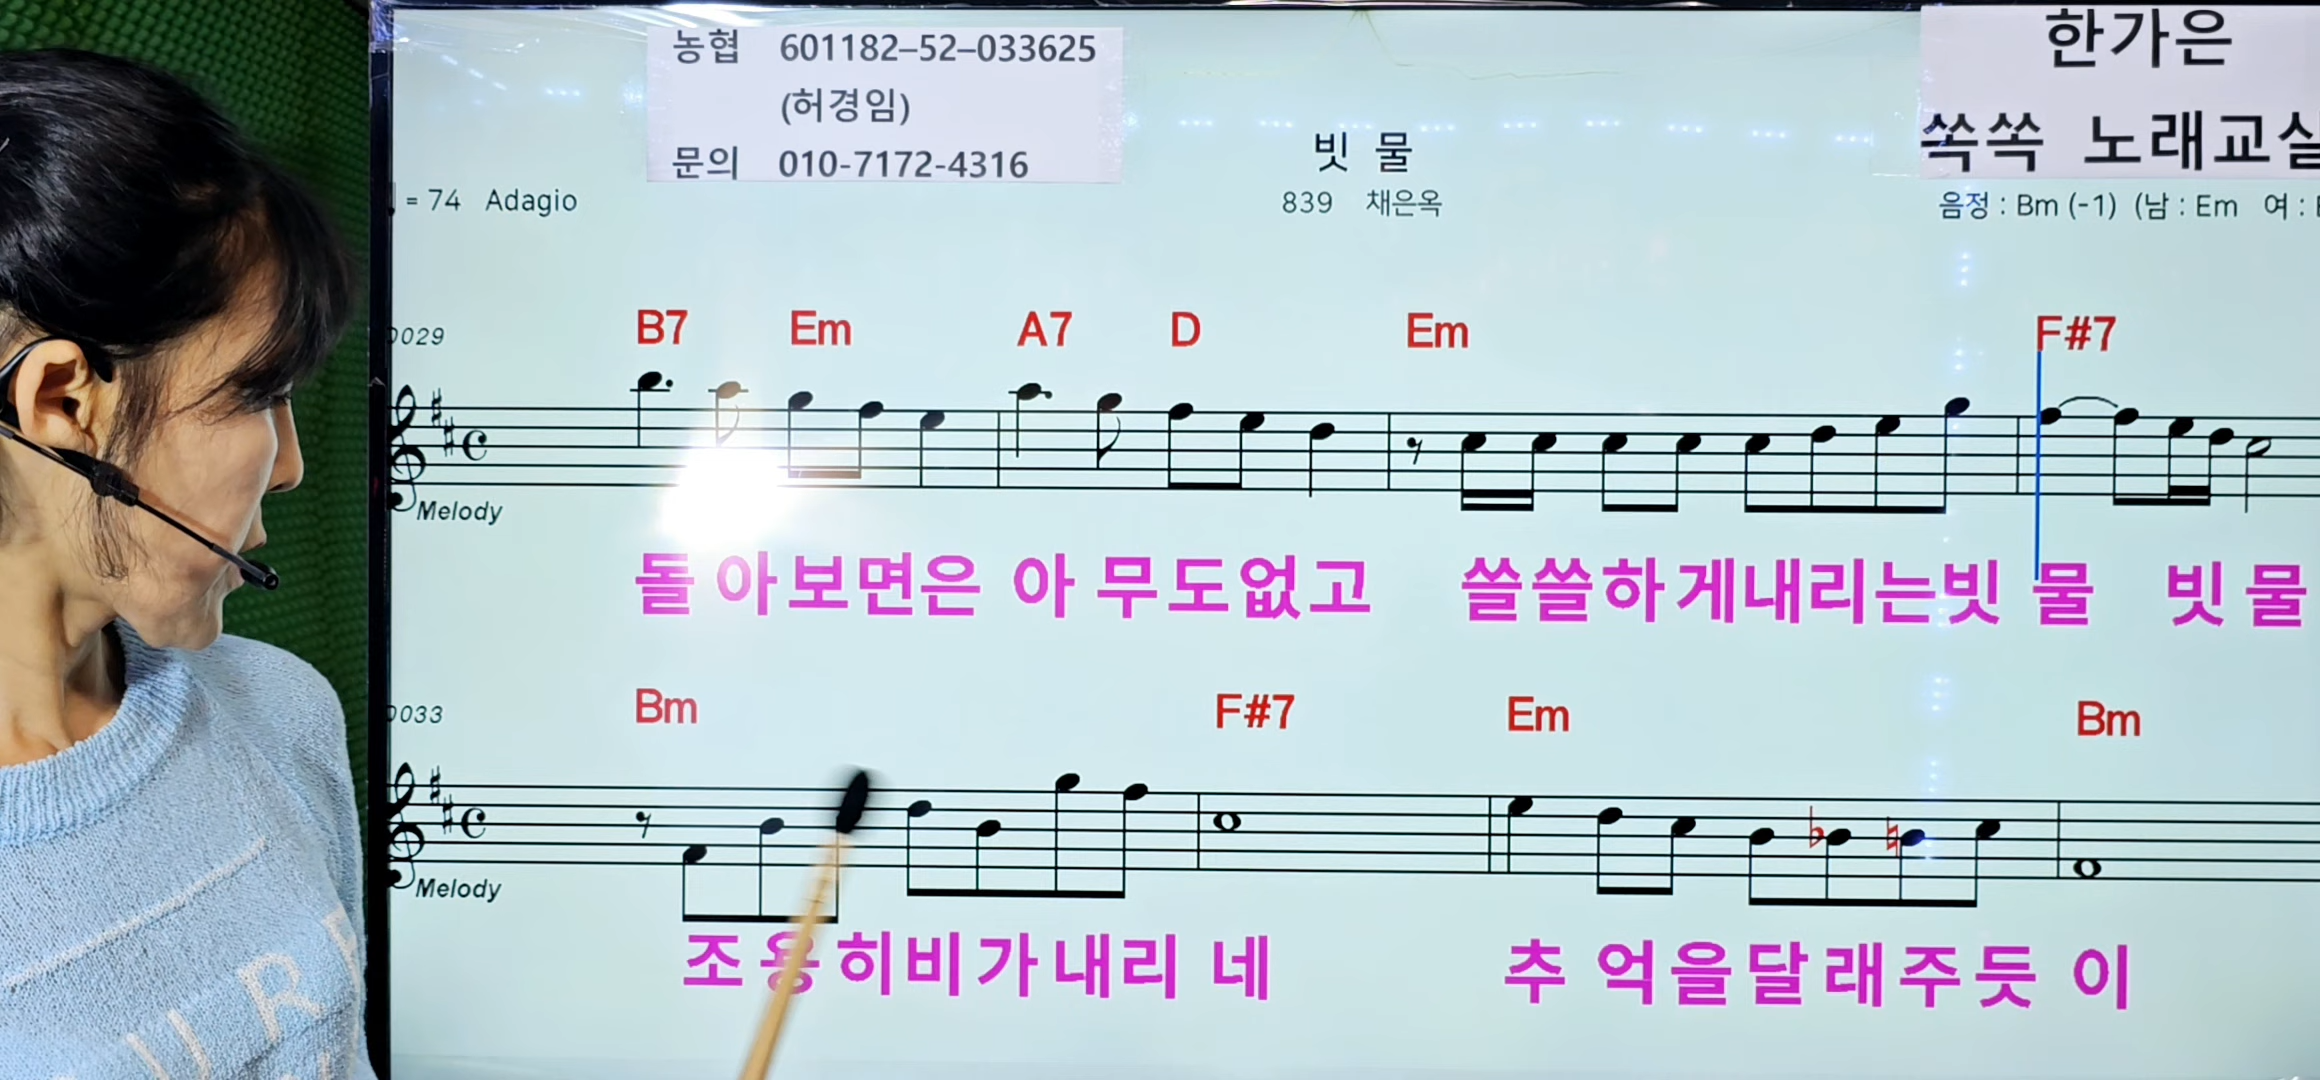 농협 601182–52–033625
(허경임)
문의 010-7172-4316
한가은
쏙쏙 노래교실
빗 물
= 74 Adagio
839 채은옥
음정 : Bm (-1) (남 : Em 여 :
0029
B7 Em A7 D Em F#7
Melody
돌 아보면은 아 무도없고 쓸쓸하게내리는빗 물 빗물
0033
Bm F#7 Em Bm
Melody
조용히비가내리 네 추 억을달래주듯 이